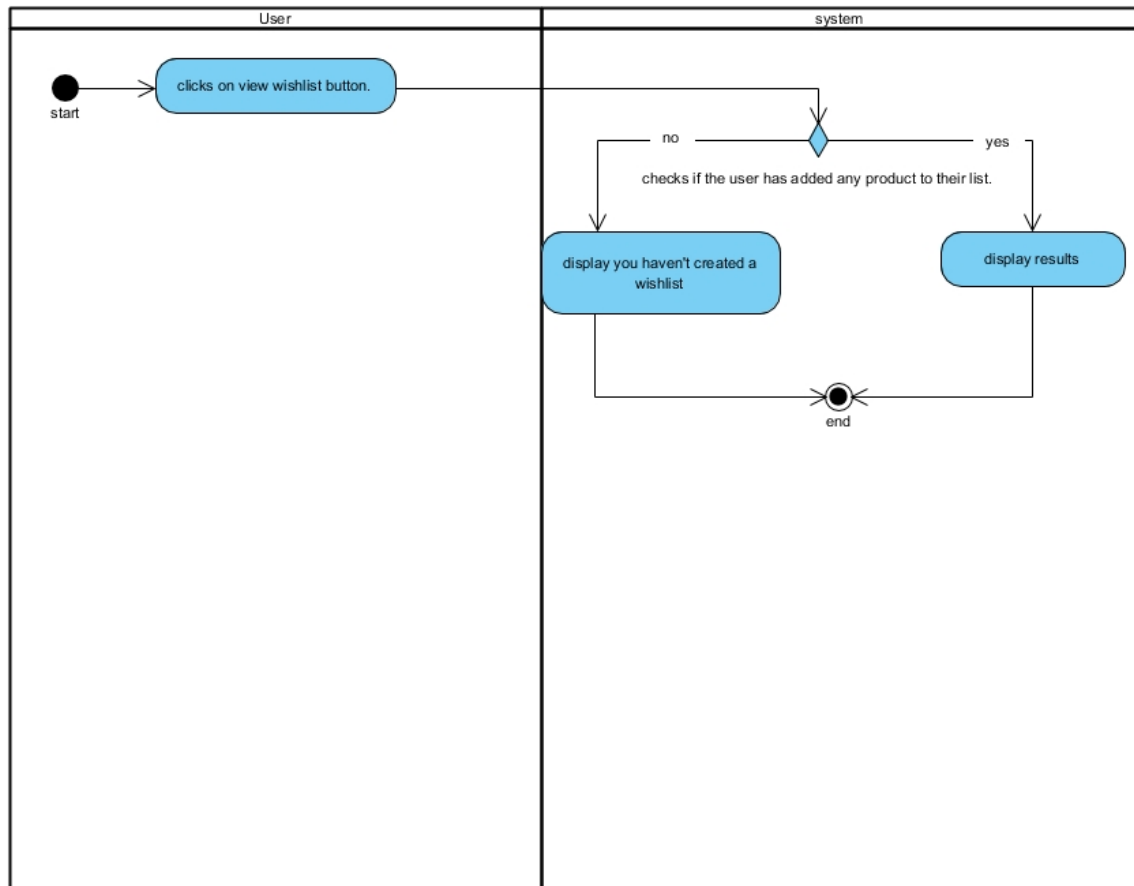 User
system
clicks on view wishlist button.
start
no
yes
checks if the user has added any product to their list.
display you haven't created a
wishlist
display results
end